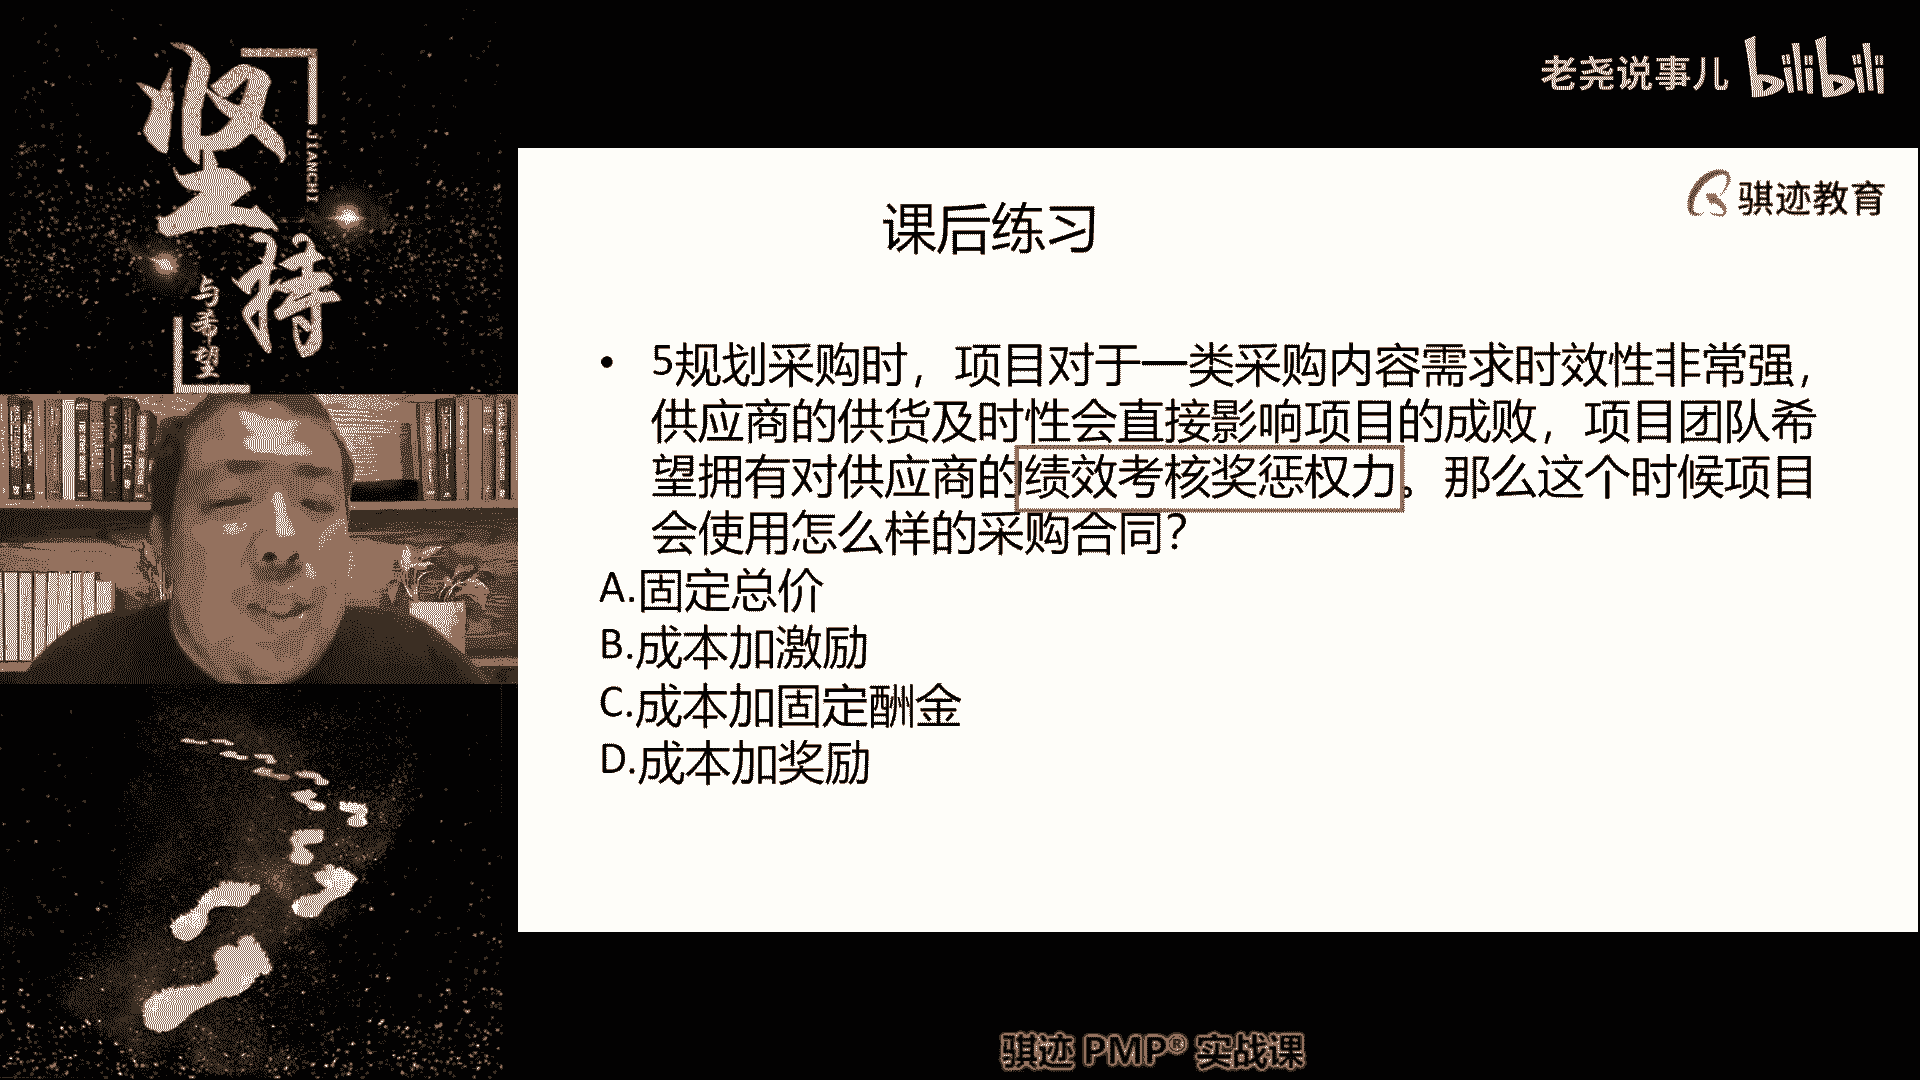 坚持
JIANCHI
与希望
老尧说事儿 bilibili
骐迹教育
课后练习
• 5规划采购时，项目对于一类采购内容需求时效性非常强，
供应商的供货及时性会直接影响项目的成败，项目团队希
望拥有对供应商的绩效考核奖惩权力。那么这个时候项目
会使用怎么样的采购合同？
A.固定总价
B.成本加激励
C.成本加固定酬金
D.成本加奖励
骐迹 PMP® 实战课